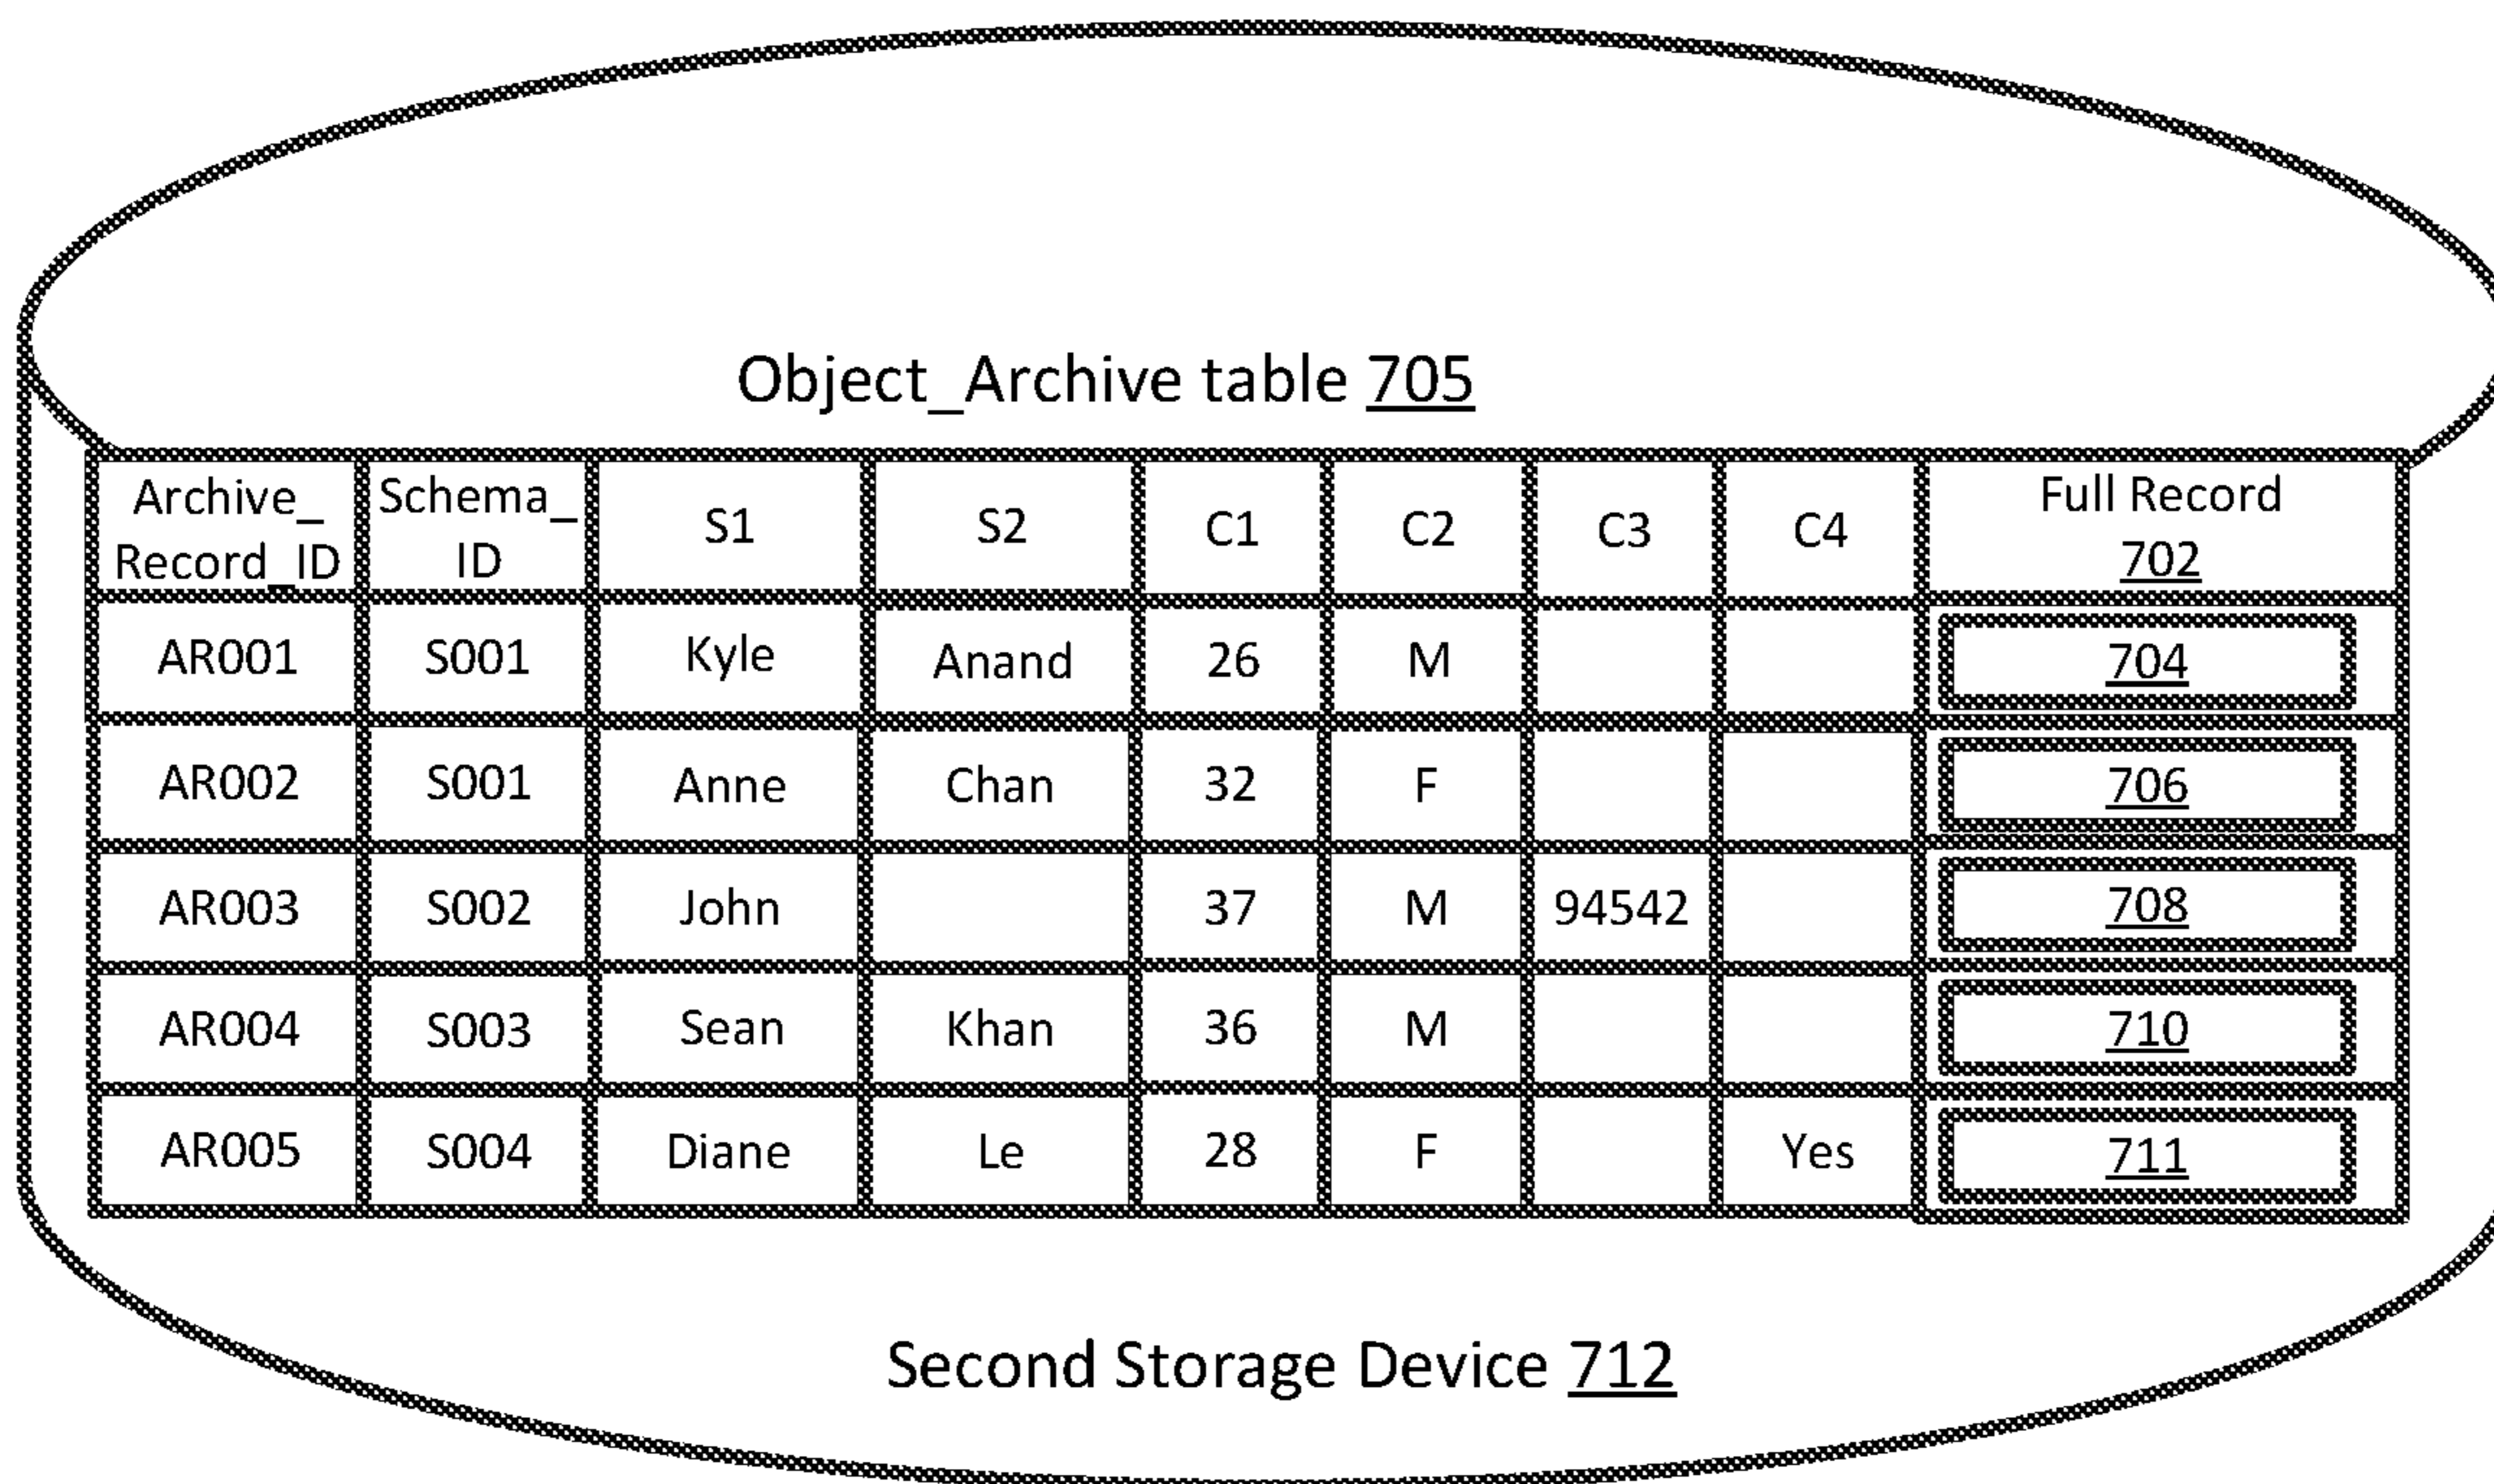 Object_Archive table 705
Archive_ Record_ID Schema_ ID S1 S2 C1 C2 C3 C4 Full Record 702
AR001 S001 Kyle Anand 26 M 704
AR002 S001 Anne Chan 32 F 706
AR003 S002 John 37 M 94542 708
AR004 S003 Sean Khan 36 M 710
AR005 S004 Diane Le 28 F Yes 711
Second Storage Device 712